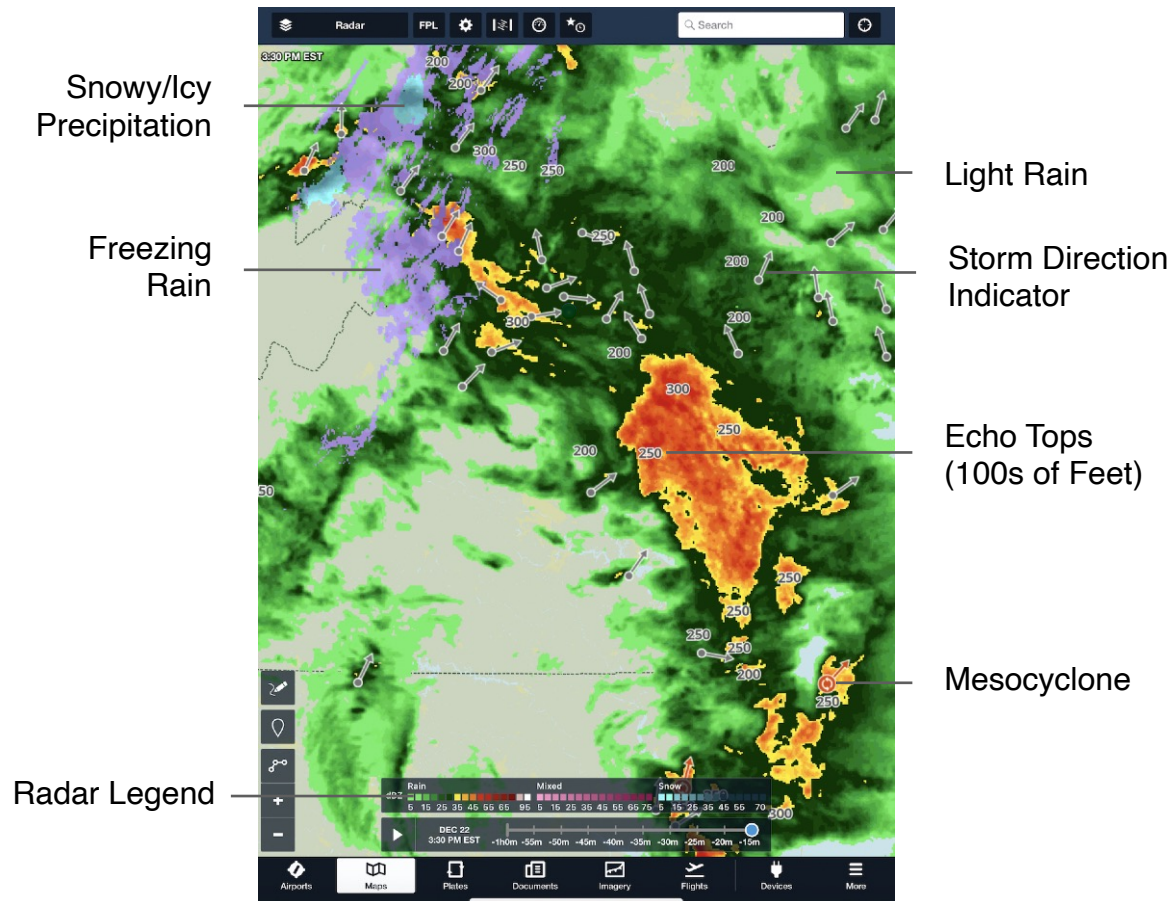 Radar
FPL
Search
3:30 PM EST
200
200
Snowy/Icy
Precipitation
300
250
250
200
Light Rain
200
Freezing
Rain
250
200
Storm Direction
Indicator
300
200
200
300
250
Echo Tops
(100s of Feet)
200
250
50
250
250
250
250
200
Mesocyclone
250
Radar Legend
Rain
Mixed
Snow
dBZ
5 15 25 35 45 55 65 95 5 15 25 35 45 55 65 75 5 15 25 35 45 55 70
300
DEC 22
3:30 PM EST
-1h0m -55m -50m -45m -40m -35m -30m -25m -20m -15m
Airports
Maps
Plates
Documents
Imagery
Flights
Devices
More